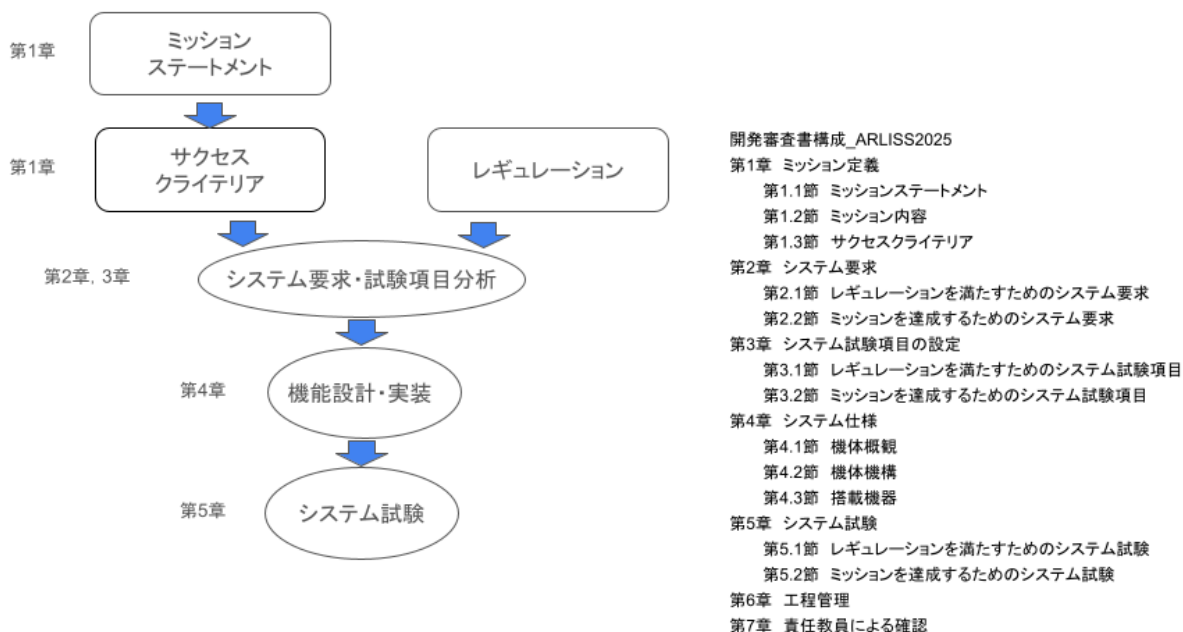 第1章
ミッション
ステートメント
第1章
サクセス
クライテリア
レギュレーション
第2章, 3章
システム要求・試験項目分析
第4章
機能設計・実装
第5章
システム試験
開発審査書構成_ARLISS2025
第1章 ミッション定義
第1.1節 ミッションステートメント
第1.2節 ミッション内容
第1.3節 サクセスクライテリア
第2章 システム要求
第2.1節 レギュレーションを満たすためのシステム要求
第2.2節 ミッションを達成するためのシステム要求
第3章 システム試験項目の設定
第3.1節 レギュレーションを満たすためのシステム試験項目
第3.2節 ミッションを達成するためのシステム試験項目
第4章 システム仕様
第4.1節 機体概観
第4.2節 機体機構
第4.3節 搭載機器
第5章 システム試験
第5.1節 レギュレーションを満たすためのシステム試験
第5.2節 ミッションを達成するためのシステム試験
第6章 工程管理
第7章 責任教員による確認